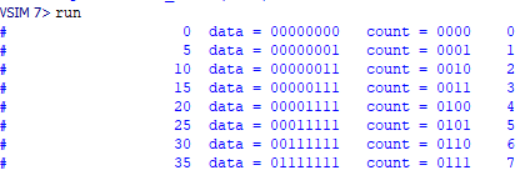 VSIM 7> run
# 0 data = 00000000 count = 0000 0
# 5 data = 00000001 count = 0001 1
# 10 data = 00000011 count = 0010 2
# 15 data = 00000111 count = 0011 3
# 20 data = 00001111 count = 0100 4
# 25 data = 00011111 count = 0101 5
# 30 data = 00111111 count = 0110 6
# 35 data = 01111111 count = 0111 7